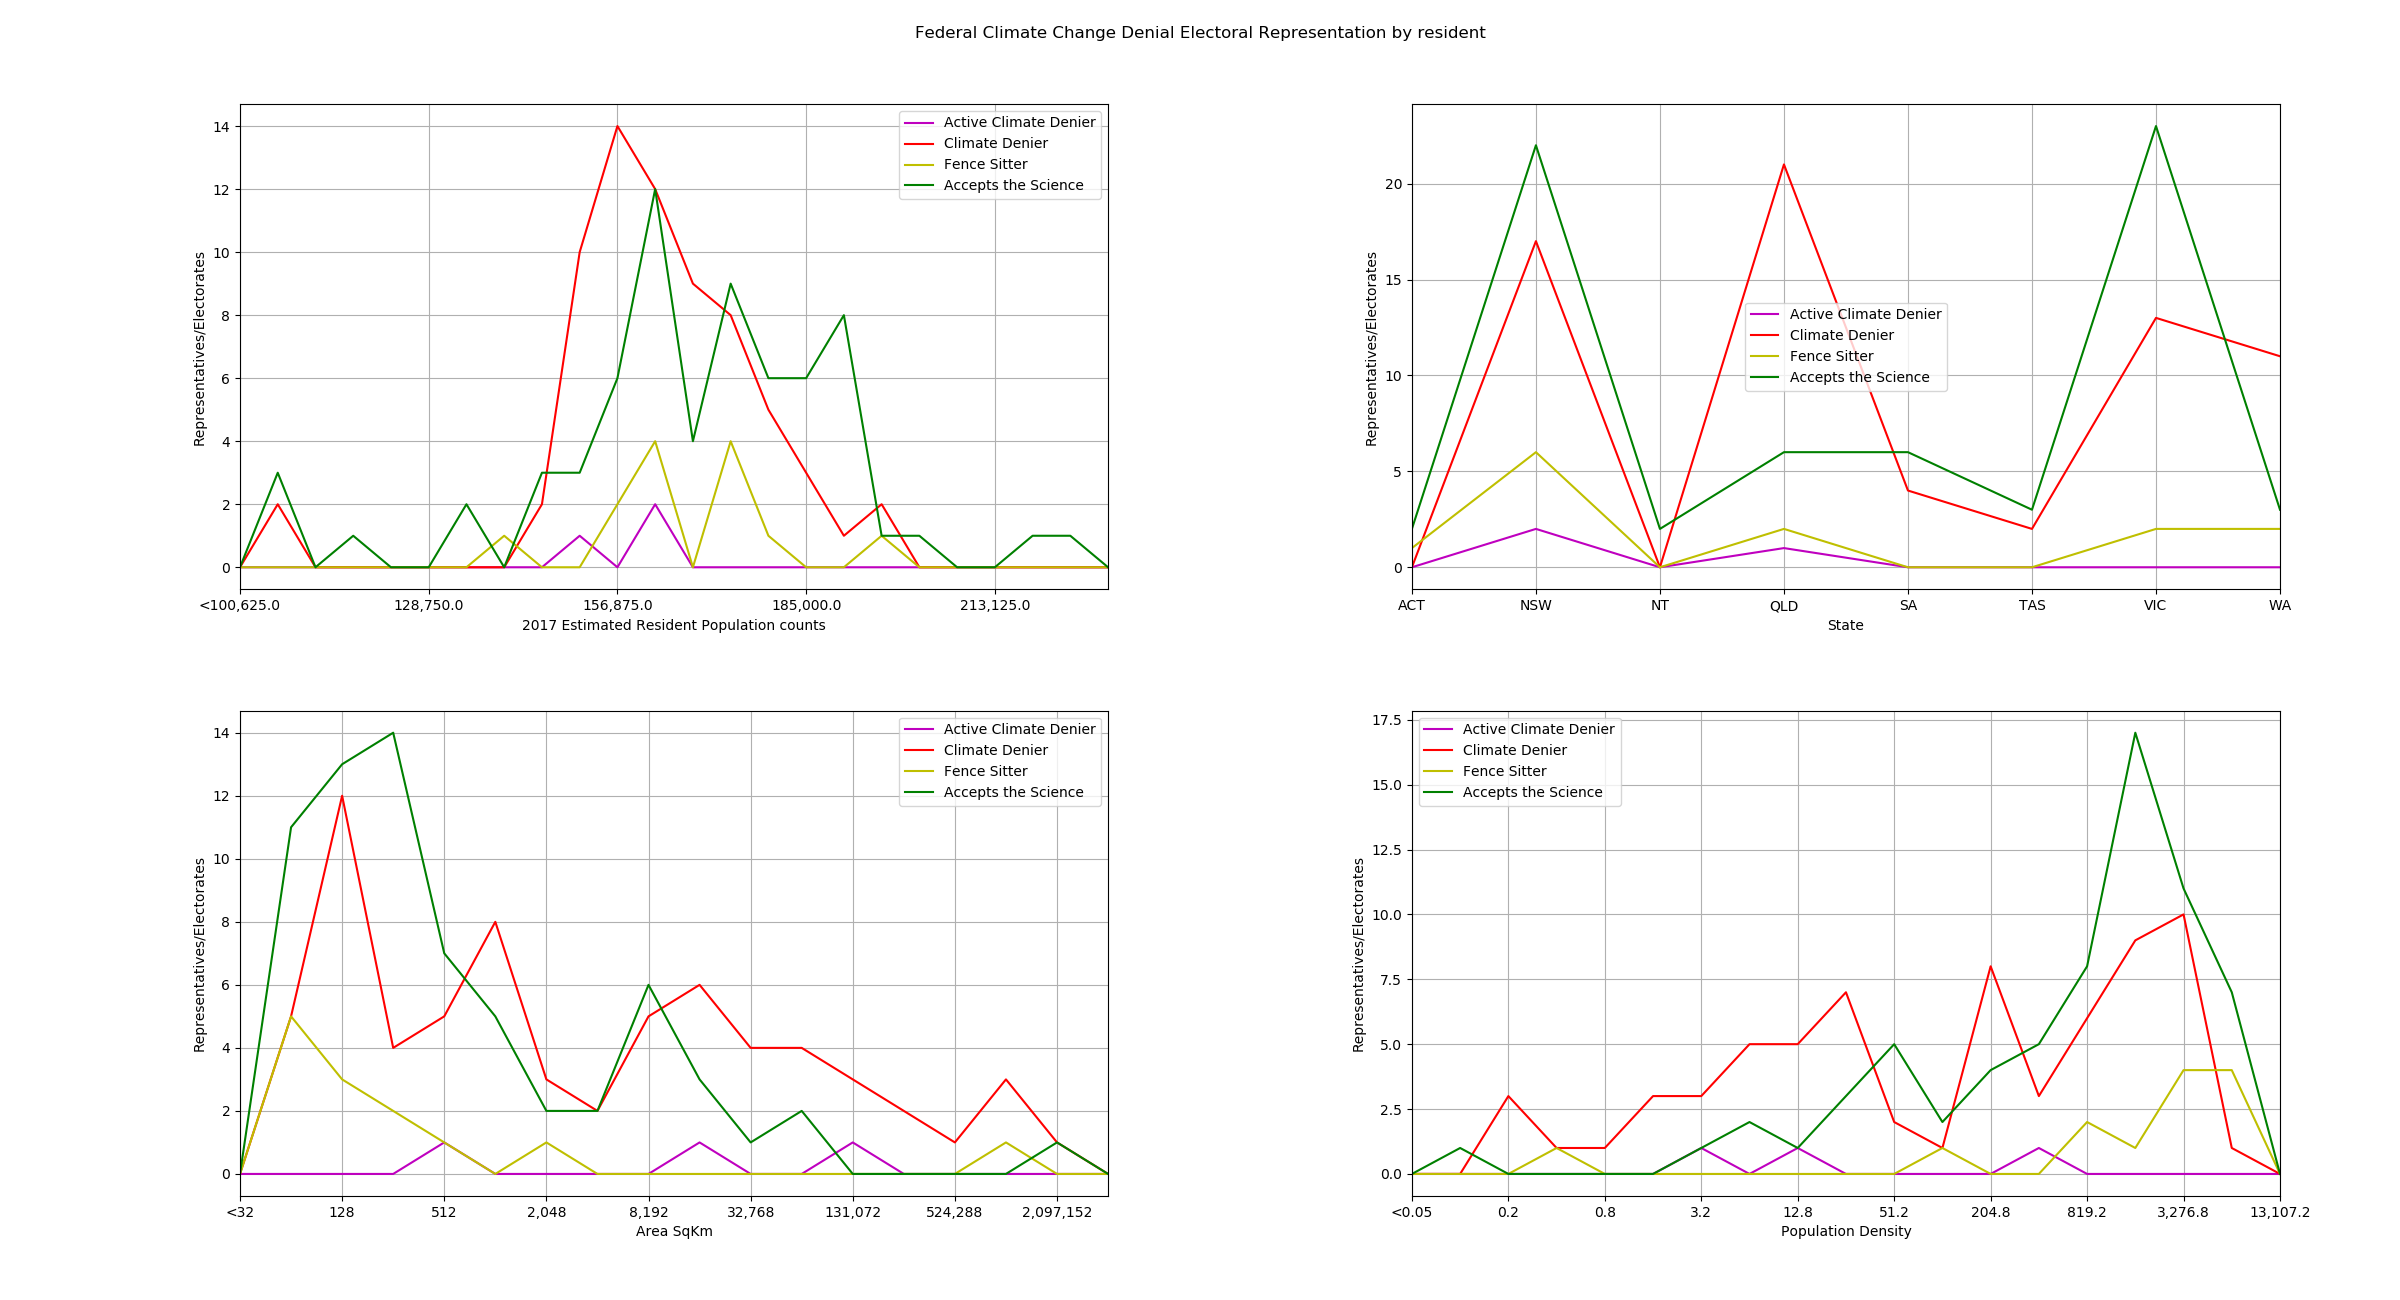 Federal Climate Change Denial Electoral Representation by resident
14
12
10
8
6
4
2
0
Representatives/Electorates
Active Climate Denier
Climate Denier
Fence Sitter
Accepts the Science
<100,625.0 128,750.0 156,875.0 185,000.0 213,125.0
2017 Estimated Resident Population counts
20
15
10
5
0
Representatives/Electorates
Active Climate Denier
Climate Denier
Fence Sitter
Accepts the Science
ACT NSW NT QLD SA TAS VIC WA
State
14
12
10
8
6
4
2
0
Representatives/Electorates
Active Climate Denier
Climate Denier
Fence Sitter
Accepts the Science
<32 128 512 2,048 8,192 32,768 131,072 524,288 2,097,152
Area SqKm
17.5
15.0
12.5
10.0
7.5
5.0
2.5
0.0
Representatives/Electorates
Active Climate Denier
Climate Denier
Fence Sitter
Accepts the Science
<0.05 0.2 0.8 3.2 12.8 51.2 204.8 819.2 3,276.8 13,107.2
Population Density